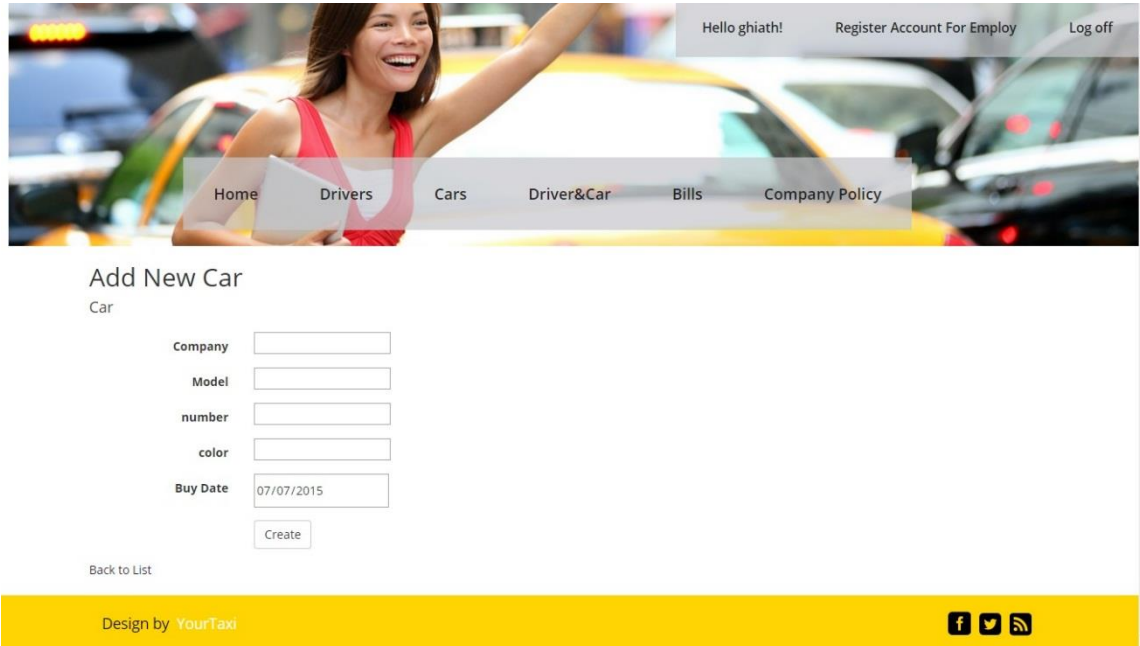 Hello ghiath! Register Account For Employ Log off
Home Drivers Cars Driver&Car Bills Company Policy
Add New Car
Car
Company
Model
number
color
Buy Date 07/07/2015
Create
Back to List
Design by YourTaxi